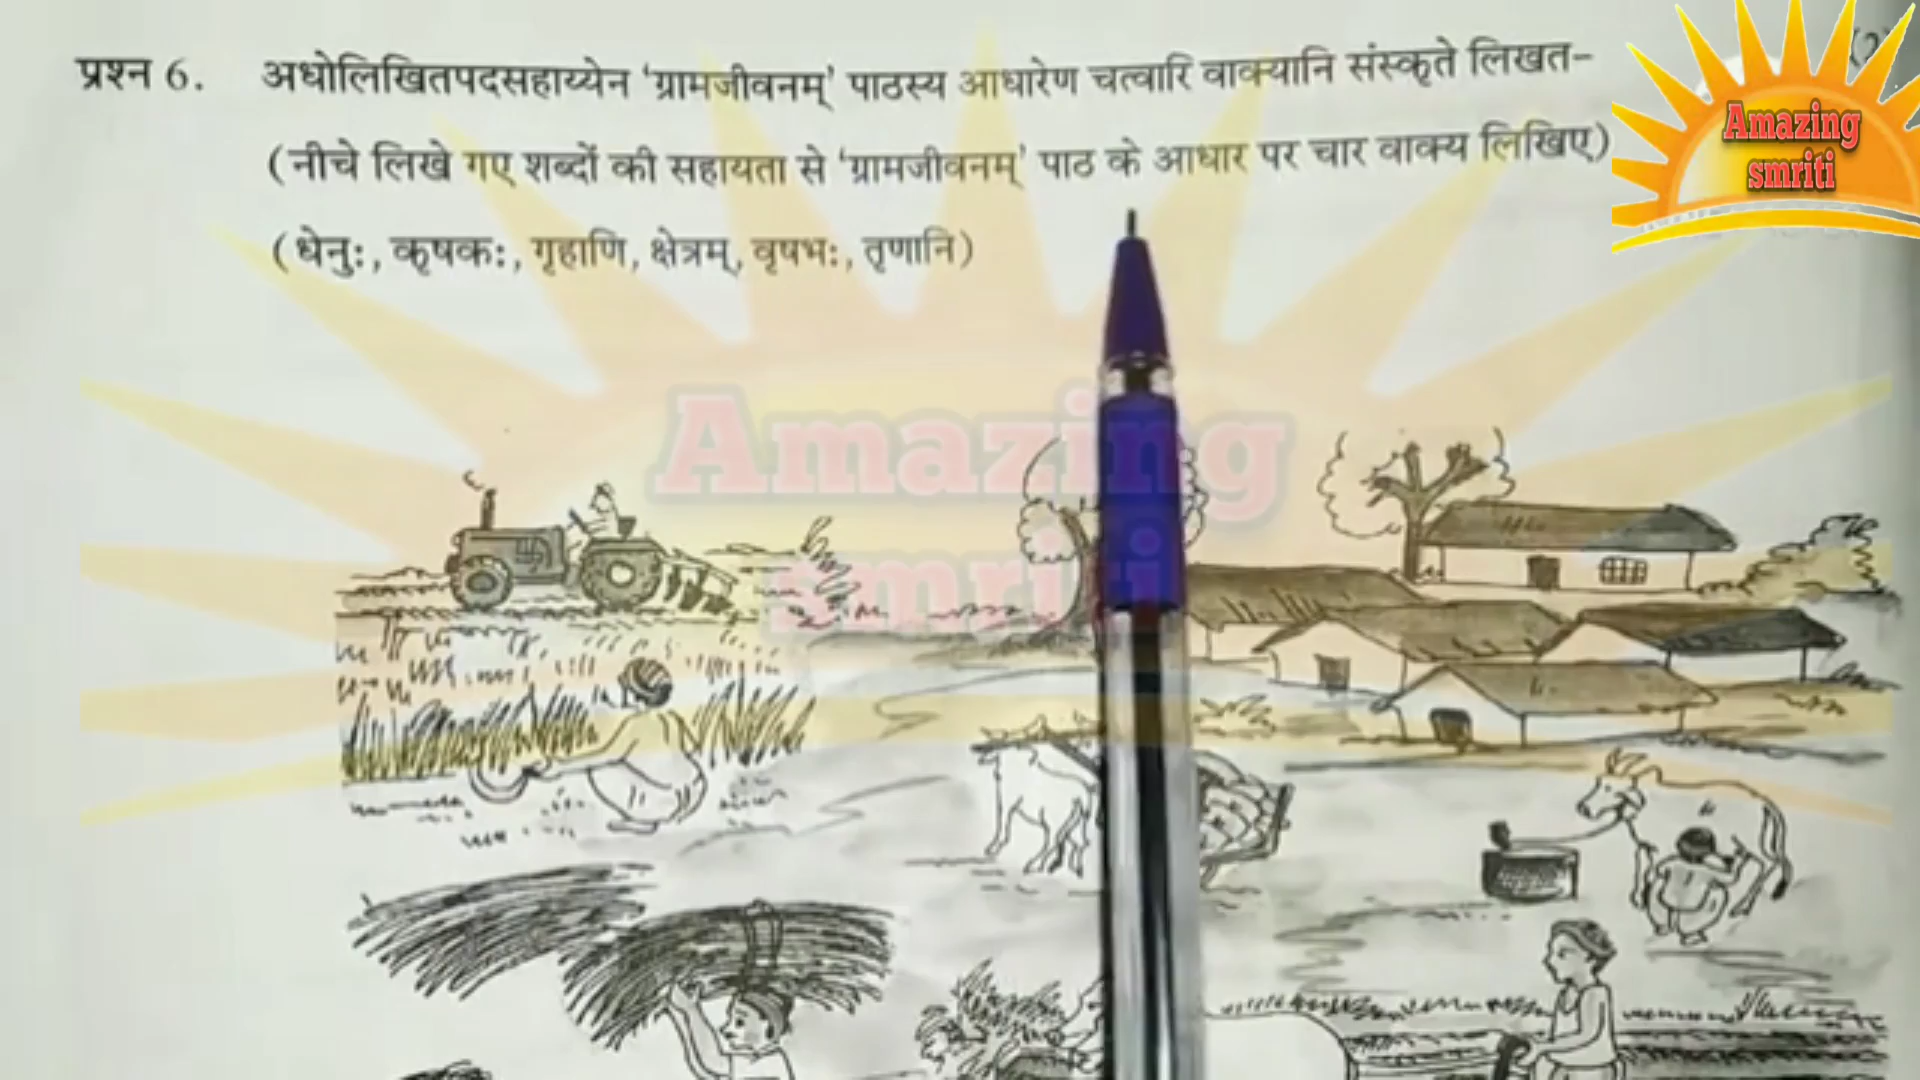 प्रश्न 6. अधोलिखितपदसहाय्येन ‘ग्रामजीवनम्’ पाठस्य आधारेण चत्वारि वाक्यानि संस्कृते लिखत–
(नीचे लिखे गए शब्दों की सहायता से ‘ग्रामजीवनम्’ पाठ के आधार पर चार वाक्य लिखिए)
(धेनुः, कृषकः, गृहाणि, क्षेत्रम्, वृषभः, तृणानि)
Amazing
smriti
Amazing
smriti